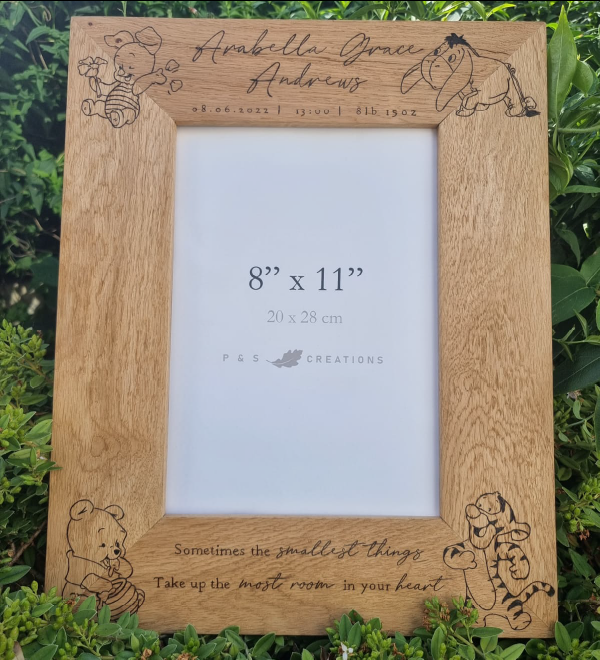 Arabella Grace
Andrews
08.06.2022 | 13:00 | 8lb 15oz
8” x 11”
20 x 28 cm
P & S CREATIONS
Sometimes the smallest things
Take up the most room in your heart